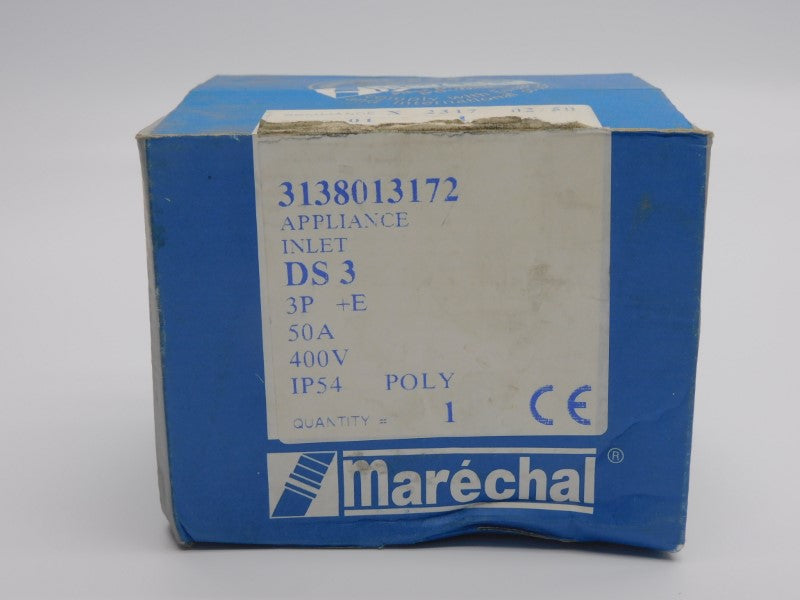 3138013172
APPLIANCE
INLET
DS 3
3P +E
50A
400V
IP54 POLY
QUANTITY = 1
CE
maréchal ®